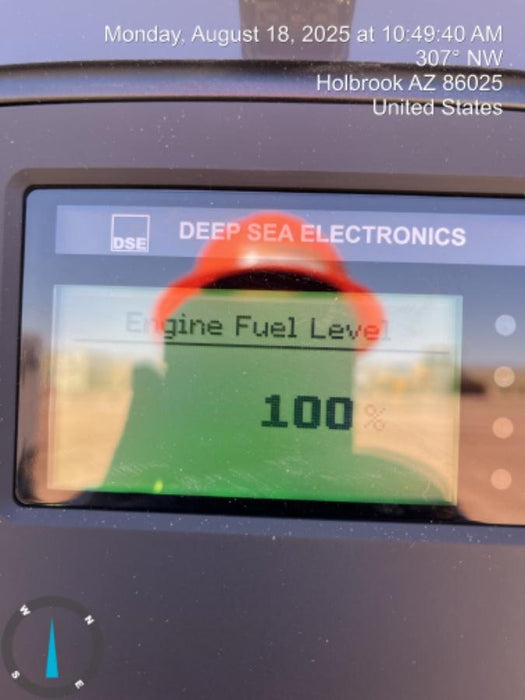 Monday, August 18, 2025 at 10:49:40 AM
307° NW
Holbrook AZ 86025
United States
DSE DEEP SEA ELECTRONICS
Engine Fuel Level
100 %
W N
S E